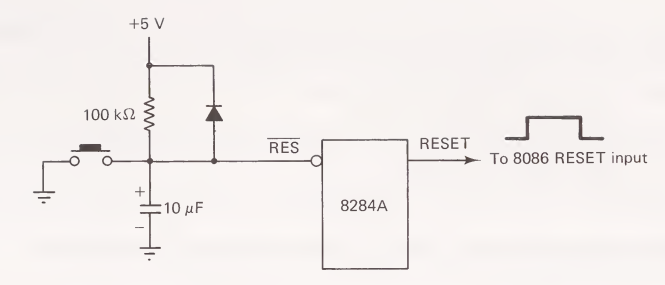 +5 V
100 kΩ
RES
RESET
To 8086 RESET input
+
10 μF
−
8284A